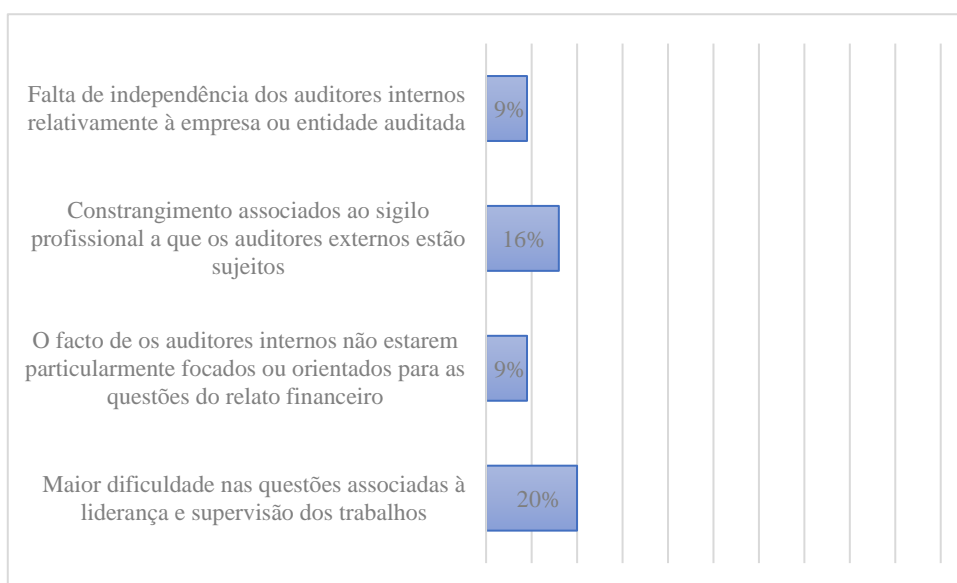 Falta de independência dos auditores internos
relativamente à empresa ou entidade auditada
9%
Constrangimento associados ao sigilo
profissional a que os auditores externos estão
sujeitos
16%
O facto de os auditores internos não estarem
particularmente focados ou orientados para as
questões do relato financeiro
9%
Maior dificuldade nas questões associadas à
liderança e supervisão dos trabalhos
20%